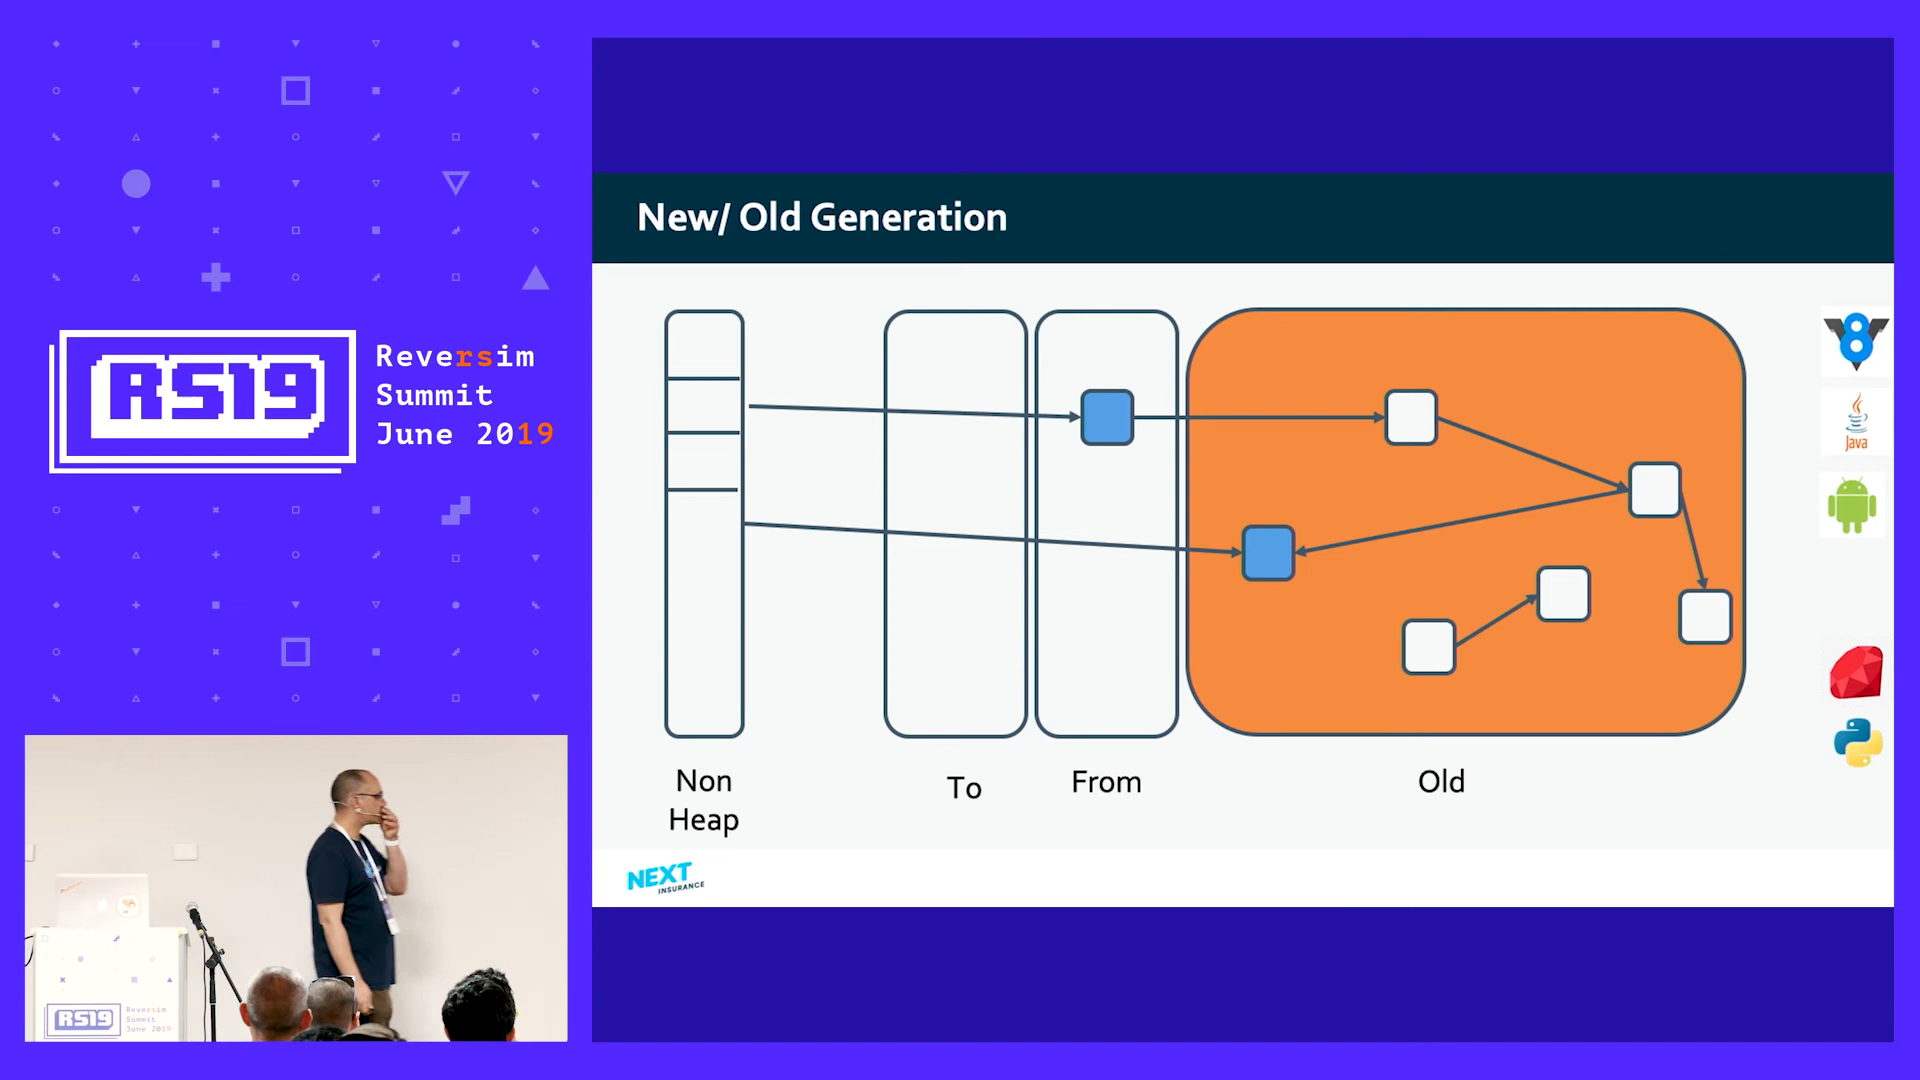 RS19
Reversim
Summit
June 2019
New/ Old Generation
8
Java
Non
Heap
To
From
Old
NEXT
INSURANCE
RS19
Reversim
Summit
June 2019